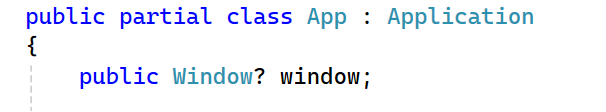 public partial class App : Application
{
    public Window? window;